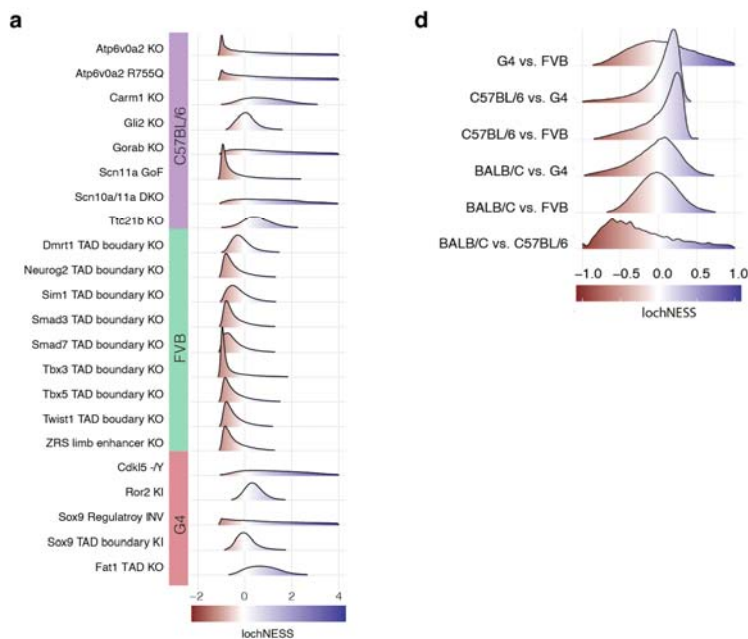 a
Atp6v0a2 KO
Atp6v0a2 R755Q
Carm1 KO
Gli2 KO
Gorab KO
Scn11a GoF
Scn10a/11a DKO
Ttc21b KO
C57BL/6
Dmrt1 TAD boudary KO
Neurog2 TAD boundary KO
Sim1 TAD boundary KO
Smad3 TAD boundary KO
Smad7 TAD boundary KO
Tbx3 TAD boundary KO
Tbx5 TAD boundary KO
Twist1 TAD boudary KO
ZRS limb enhancer KO
FVB
Cdkl5 -/Y
Ror2 KI
Sox9 Regulatroy INV
Sox9 TAD boundary KI
Fat1 TAD KO
G4
−2 0 2 4
lochNESS
d
G4 vs. FVB
C57BL/6 vs. G4
C57BL/6 vs. FVB
BALB/C vs. G4
BALB/C vs. FVB
BALB/C vs. C57BL/6
-1.0 -0.5 0.0 0.5 1.0
lochNESS